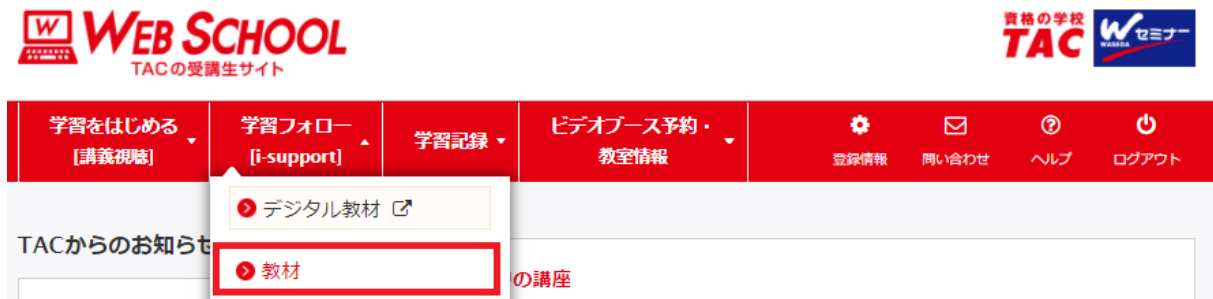 WEB SCHOOL
TACの受講生サイト
資格の学校
TAC
Wセミナー
WASEDA
学習をはじめる
[講義視聴]
学習フォロー
[i-support]
学習記録
ビデオブース予約・
教室情報
登録情報
問い合わせ
ヘルプ
ログアウト
デジタル教材
TACからのお知らせ
教材
の講座